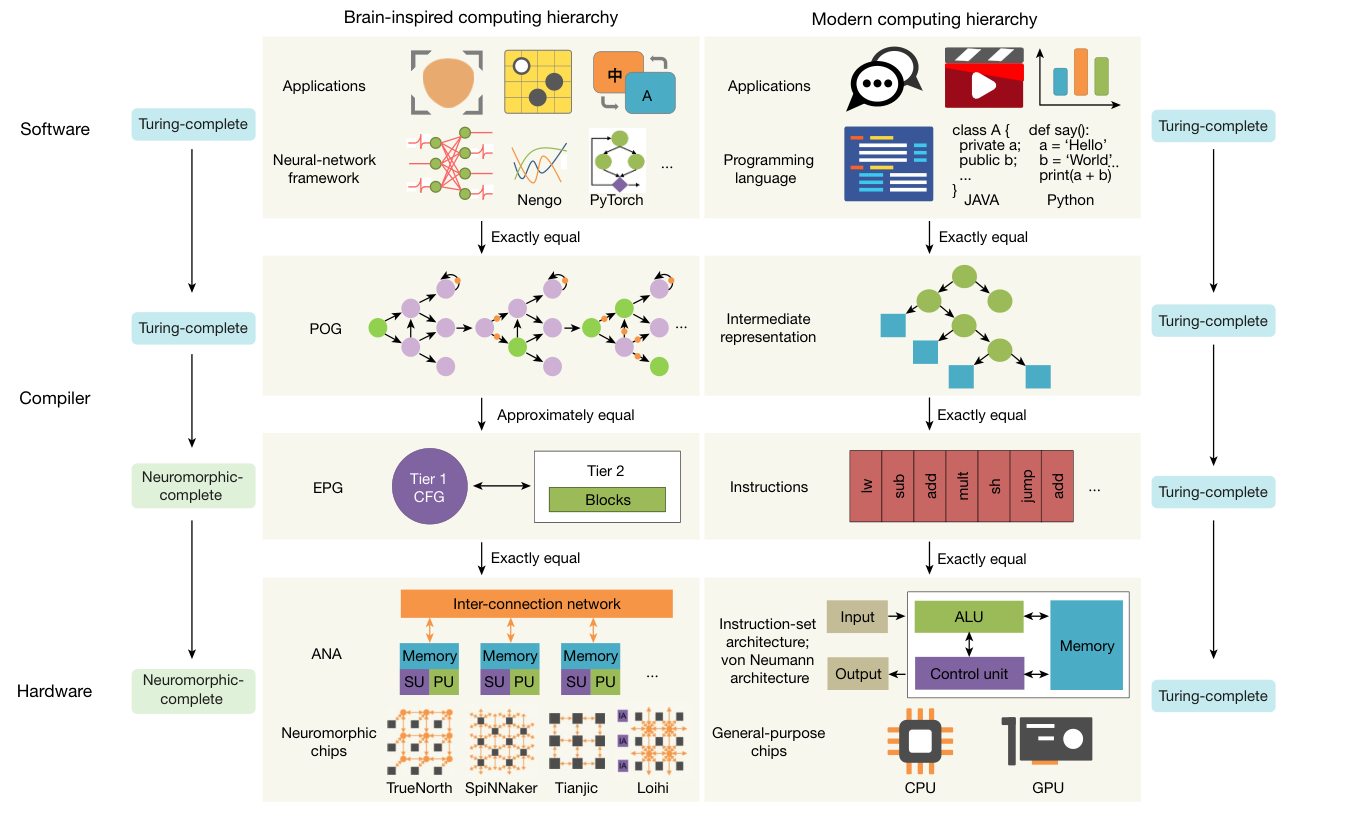 Brain-inspired computing hierarchy
Modern computing hierarchy
Software
Turing-complete
Applications
中
A
Neural-network
framework
Nengo
PyTorch
...
Applications
Programming
language
class A {
private a;
public b;
...
}
JAVA
def say():
a = ‘Hello’
b = ‘World’..
print(a + b)
Python
Turing-complete
Exactly equal
Exactly equal
Compiler
Turing-complete
POG
...
Intermediate
representation
Turing-complete
Approximately equal
Exactly equal
Neuromorphic-
complete
EPG
Tier 1
CFG
Tier 2
Blocks
Instructions
lw
sub
add
mult
sh
jump
add
...
Turing-complete
Exactly equal
Exactly equal
Hardware
Neuromorphic-
complete
ANA
Inter-connection network
Memory
SU PU
Memory
SU PU
Memory
SU PU
...
Neuromorphic
chips
IA
IA
IA
TrueNorth
SpiNNaker
Tianjic
Loihi
Instruction-set
architecture;
von Neumann
architecture
Input
Output
ALU
Control unit
Memory
General-purpose
chips
CPU
GPU
Turing-complete